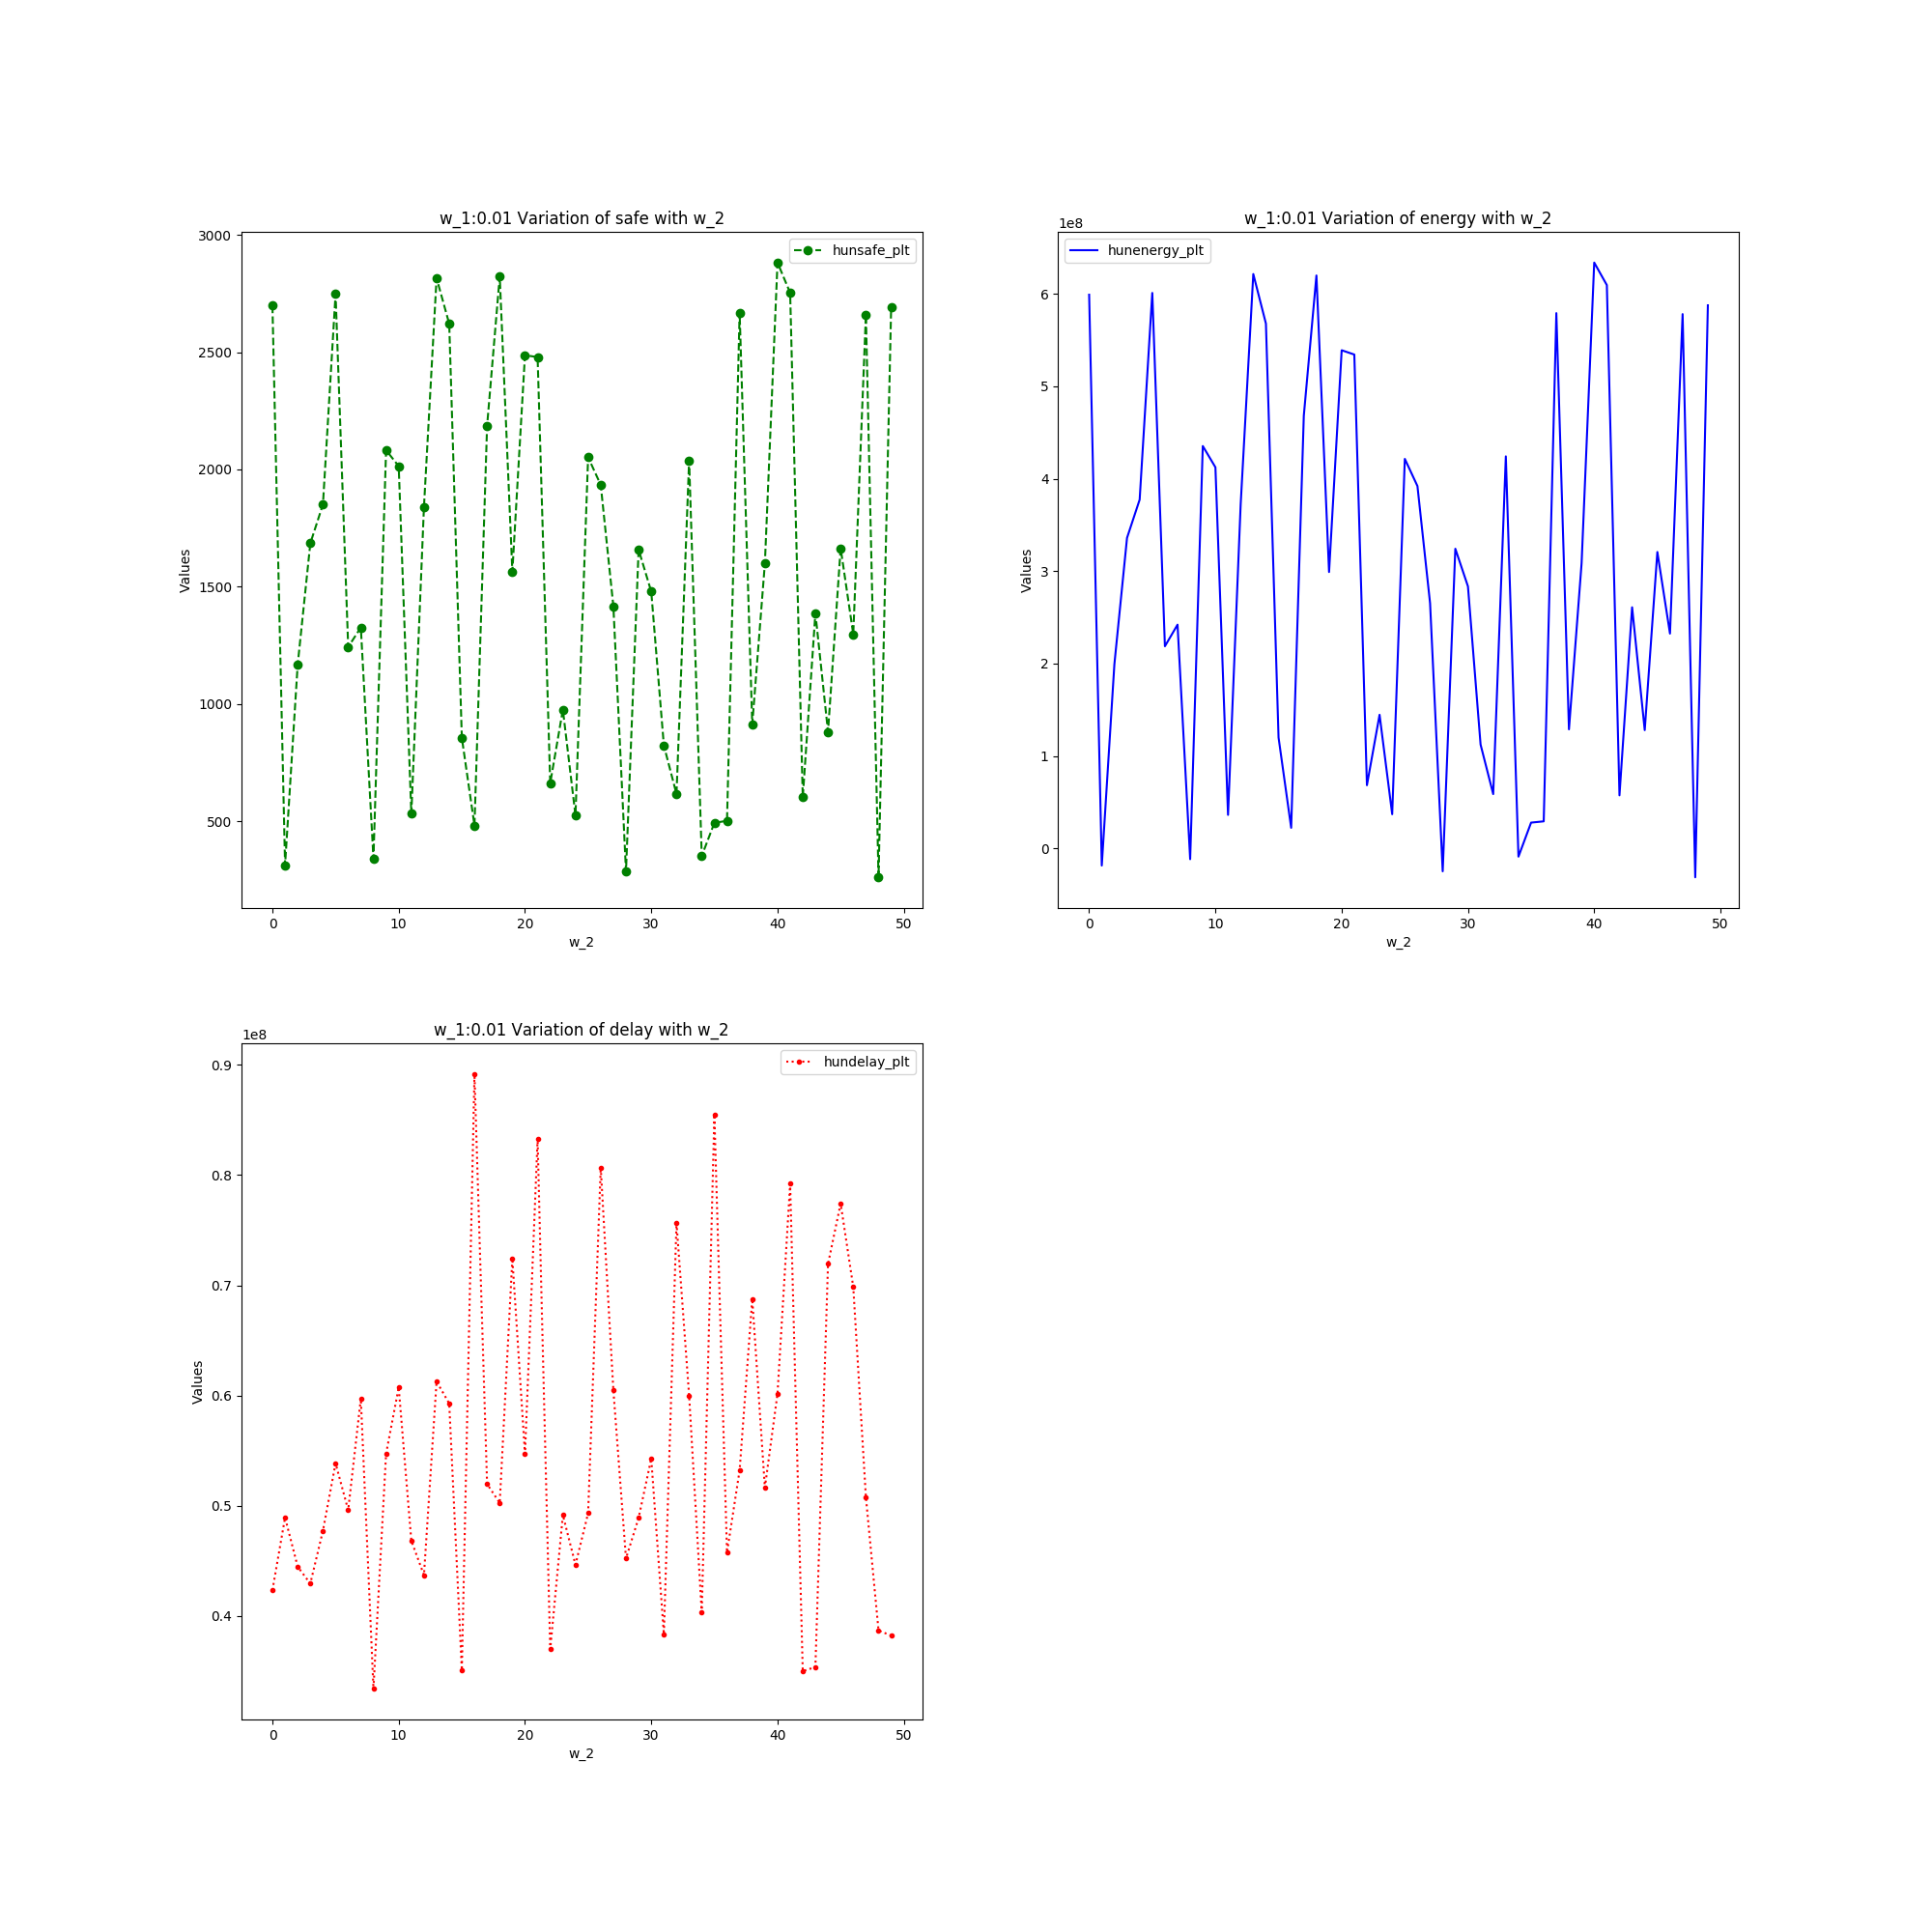 w_1:0.01 Variation of safe with w_2
3000
2500
2000
1500
1000
500
Values
hunsafe_plt
0 10 20 30 40 50
w_2
w_1:0.01 Variation of energy with w_2
1e8
6
5
4
3
2
1
0
Values
hunenergy_plt
0 10 20 30 40 50
w_2
w_1:0.01 Variation of delay with w_2
1e8
0.9
0.8
0.7
0.6
0.5
0.4
Values
hundelay_plt
0 10 20 30 40 50
w_2